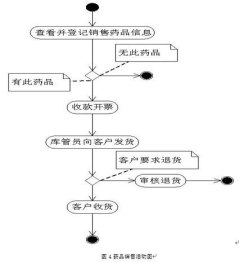 查看并登记销售药品信息
无此药品
有此药品
收款开票
库管员向客户发货
客户要求退货
审核退货
客户收货
图 4 药品销售活动图